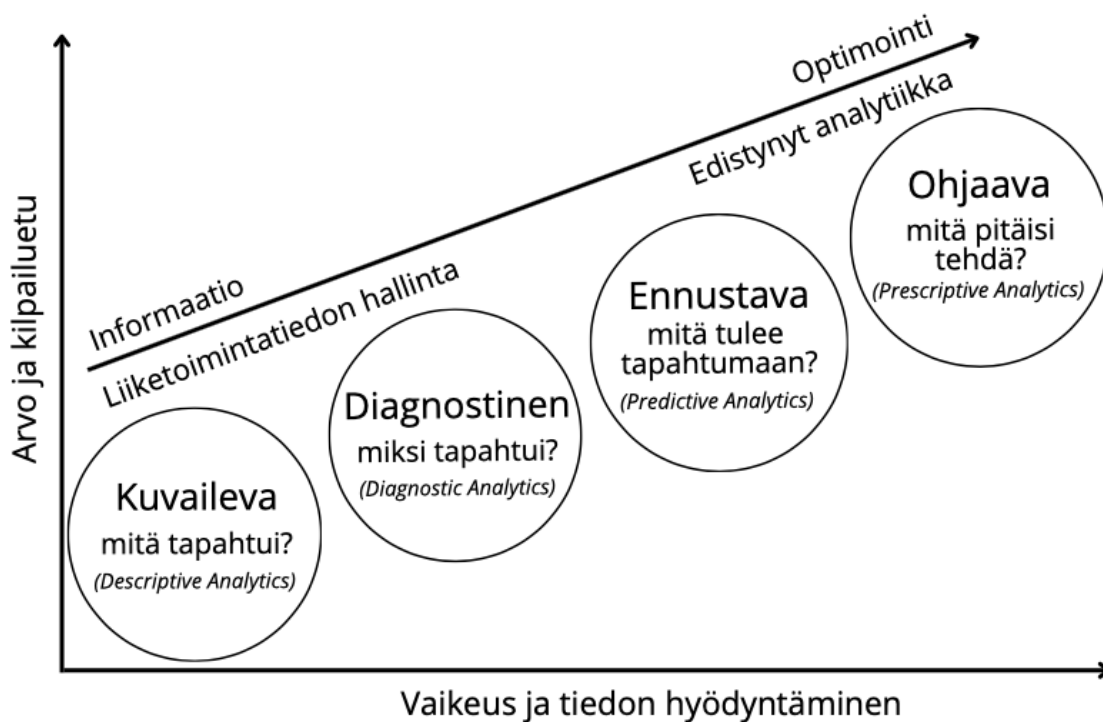 Optimointi
Edistynyt analytiikka
Informaatio
Liiketoimintatiedon hallinta
Arvo ja kilpailuetu
Kuvaileva
mitä tapahtui?
(Descriptive Analytics)
Diagnostinen
miksi tapahtui?
(Diagnostic Analytics)
Ennustava
mitä tulee
tapahtumaan?
(Predictive Analytics)
Ohjaava
mitä pitäisi
tehdä?
(Prescriptive Analytics)
Vaikeus ja tiedon hyödyntäminen